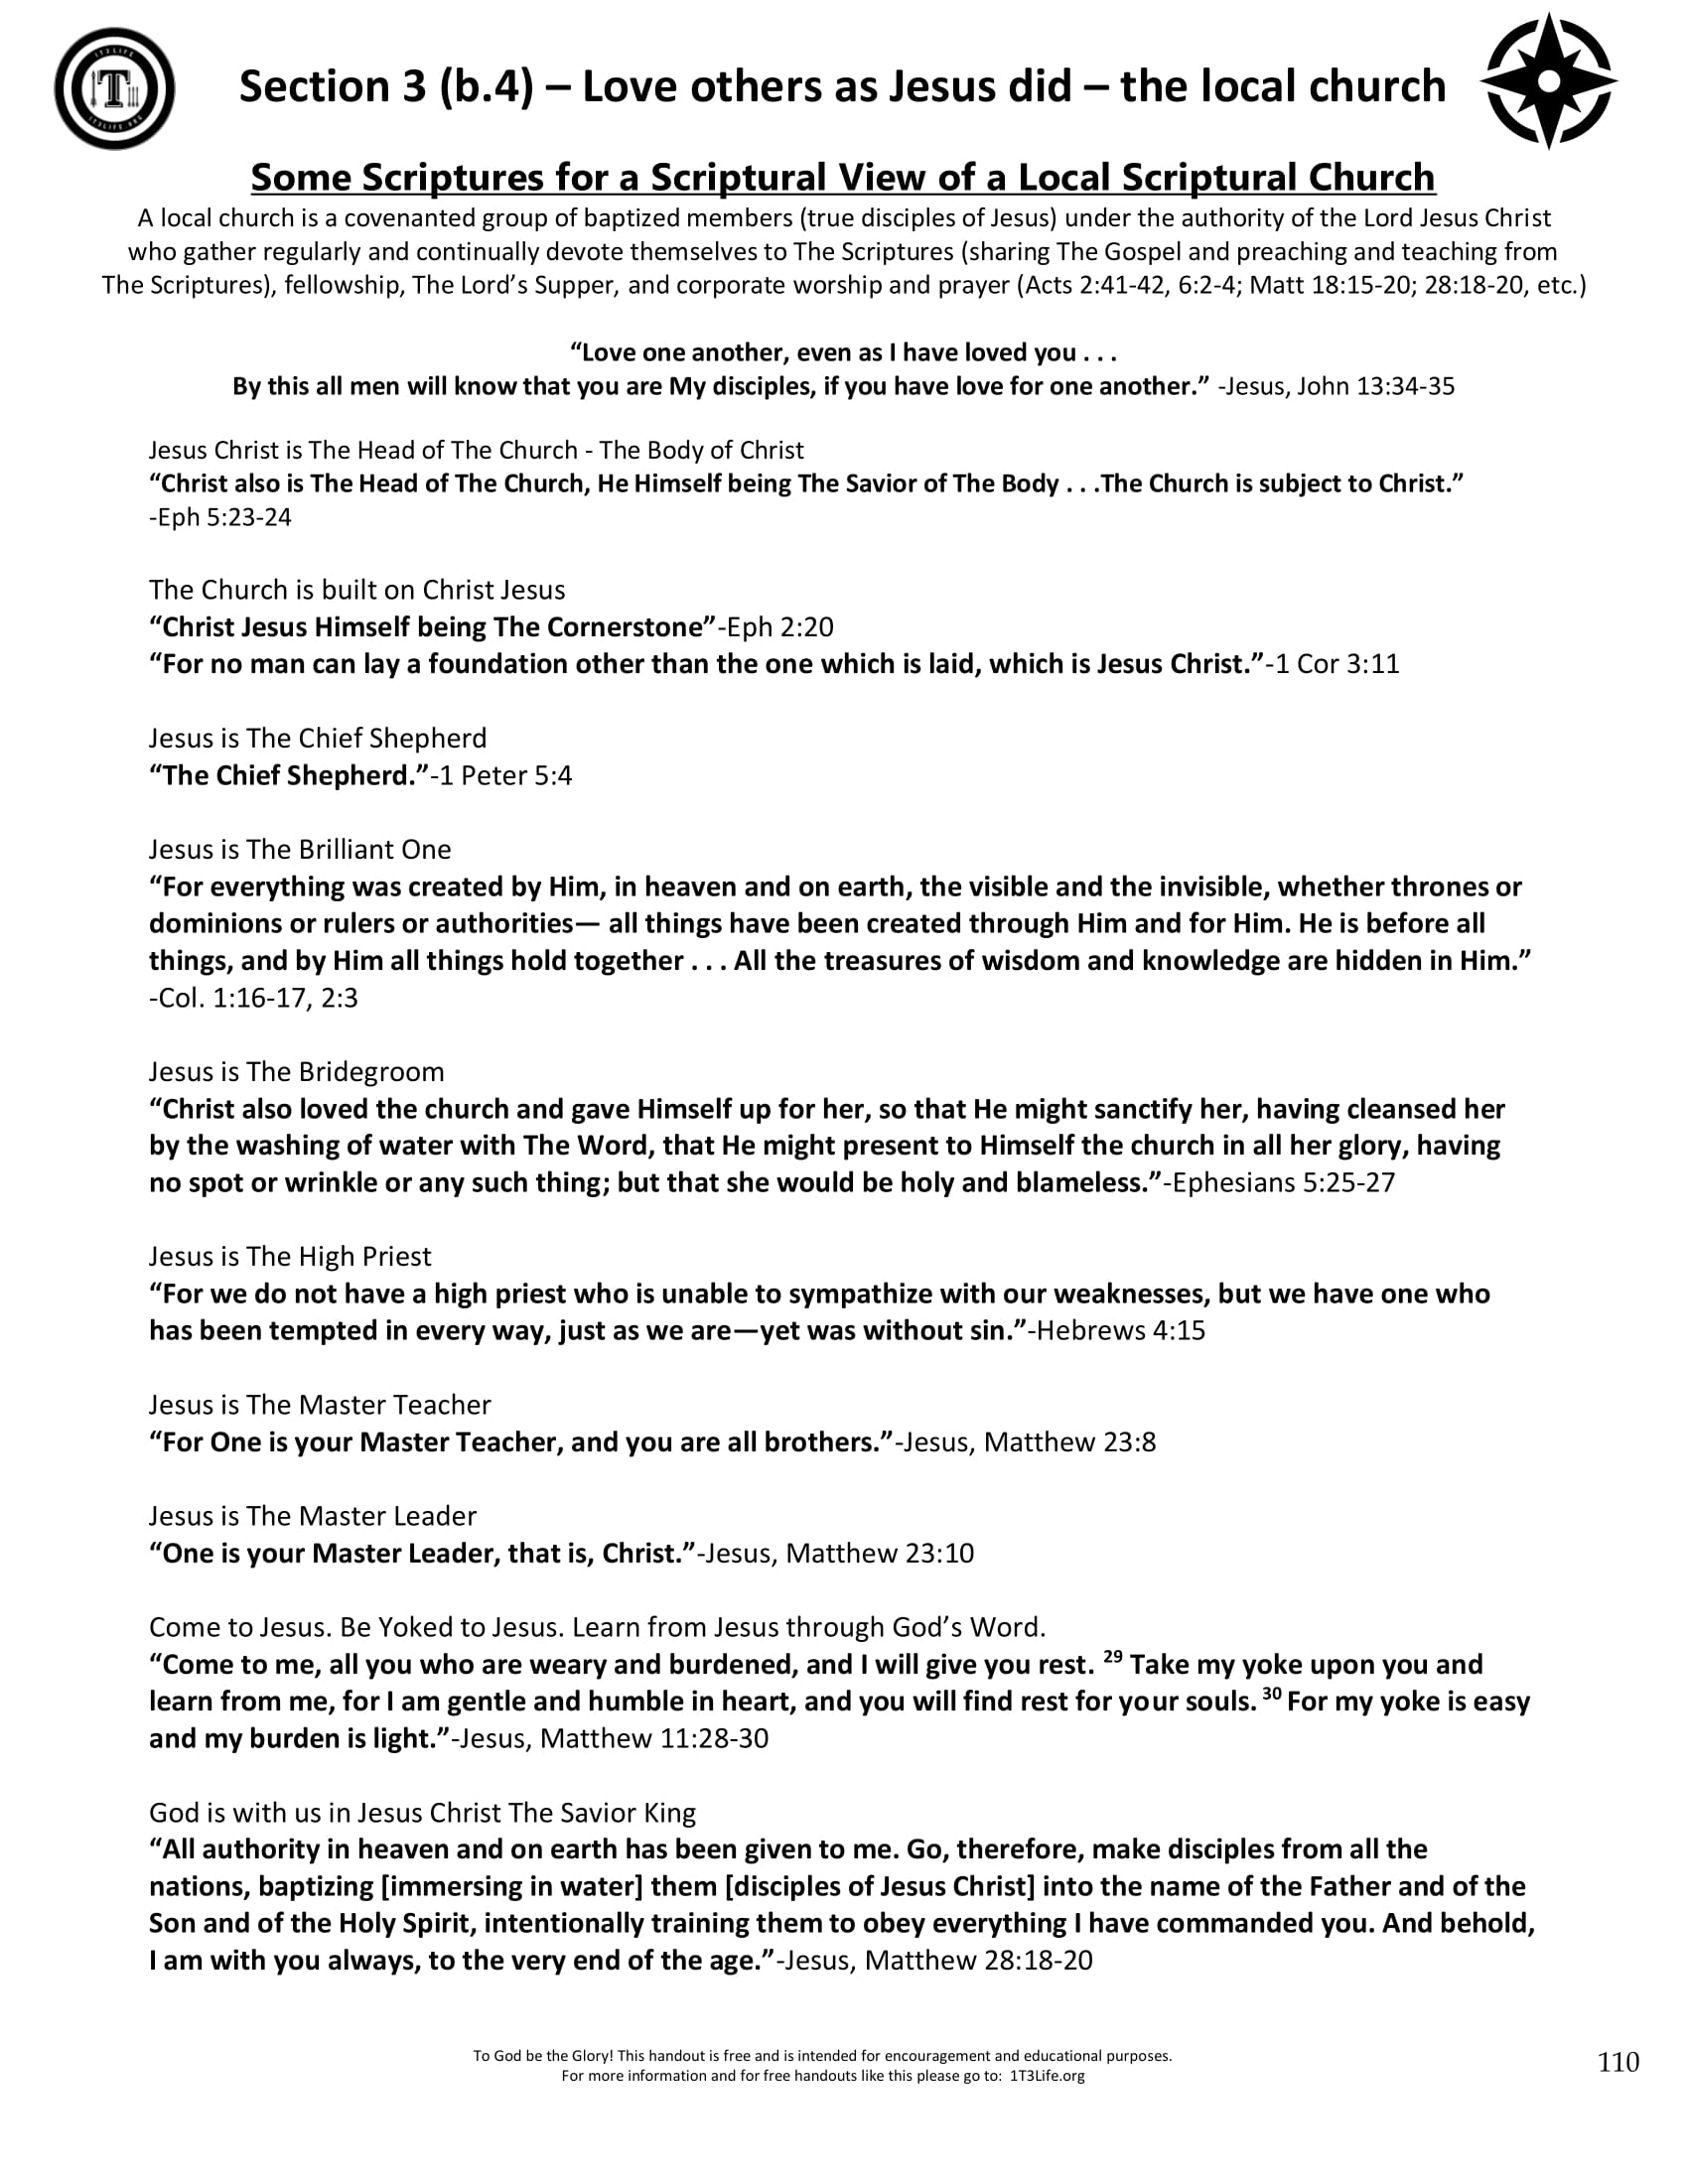 1T3LIFE
T
1T3LIFE.ORG
Section 3 (b.4) – Love others as Jesus did – the local church
Some Scriptures for a Scriptural View of a Local Scriptural Church
A local church is a covenanted group of baptized members (true disciples of Jesus) under the authority of the Lord Jesus Christ
who gather regularly and continually devote themselves to The Scriptures (sharing The Gospel and preaching and teaching from
The Scriptures), fellowship, The Lord’s Supper, and corporate worship and prayer (Acts 2:41-42, 6:2-4; Matt 18:15-20; 28:18-20, etc.)
“Love one another, even as I have loved you . . .
By this all men will know that you are My disciples, if you have love for one another.” -Jesus, John 13:34-35
Jesus Christ is The Head of The Church - The Body of Christ
“Christ also is The Head of The Church, He Himself being The Savior of The Body . . .The Church is subject to Christ.”
-Eph 5:23-24
The Church is built on Christ Jesus
“Christ Jesus Himself being The Cornerstone”-Eph 2:20
“For no man can lay a foundation other than the one which is laid, which is Jesus Christ.”-1 Cor 3:11
Jesus is The Chief Shepherd
“The Chief Shepherd.”-1 Peter 5:4
Jesus is The Brilliant One
“For everything was created by Him, in heaven and on earth, the visible and the invisible, whether thrones or
dominions or rulers or authorities— all things have been created through Him and for Him. He is before all
things, and by Him all things hold together . . . All the treasures of wisdom and knowledge are hidden in Him.”
-Col. 1:16-17, 2:3
Jesus is The Bridegroom
“Christ also loved the church and gave Himself up for her, so that He might sanctify her, having cleansed her
by the washing of water with The Word, that He might present to Himself the church in all her glory, having
no spot or wrinkle or any such thing; but that she would be holy and blameless.”-Ephesians 5:25-27
Jesus is The High Priest
“For we do not have a high priest who is unable to sympathize with our weaknesses, but we have one who
has been tempted in every way, just as we are—yet was without sin.”-Hebrews 4:15
Jesus is The Master Teacher
“For One is your Master Teacher, and you are all brothers.”-Jesus, Matthew 23:8
Jesus is The Master Leader
“One is your Master Leader, that is, Christ.”-Jesus, Matthew 23:10
Come to Jesus. Be Yoked to Jesus. Learn from Jesus through God’s Word.
“Come to me, all you who are weary and burdened, and I will give you rest. 29 Take my yoke upon you and
learn from me, for I am gentle and humble in heart, and you will find rest for your souls. 30 For my yoke is easy
and my burden is light.”-Jesus, Matthew 11:28-30
God is with us in Jesus Christ The Savior King
“All authority in heaven and on earth has been given to me. Go, therefore, make disciples from all the
nations, baptizing [immersing in water] them [disciples of Jesus Christ] into the name of the Father and of the
Son and of the Holy Spirit, intentionally training them to obey everything I have commanded you. And behold,
I am with you always, to the very end of the age.”-Jesus, Matthew 28:18-20
To God be the Glory! This handout is free and is intended for encouragement and educational purposes.
For more information and for free handouts like this please go to: 1T3Life.org
110